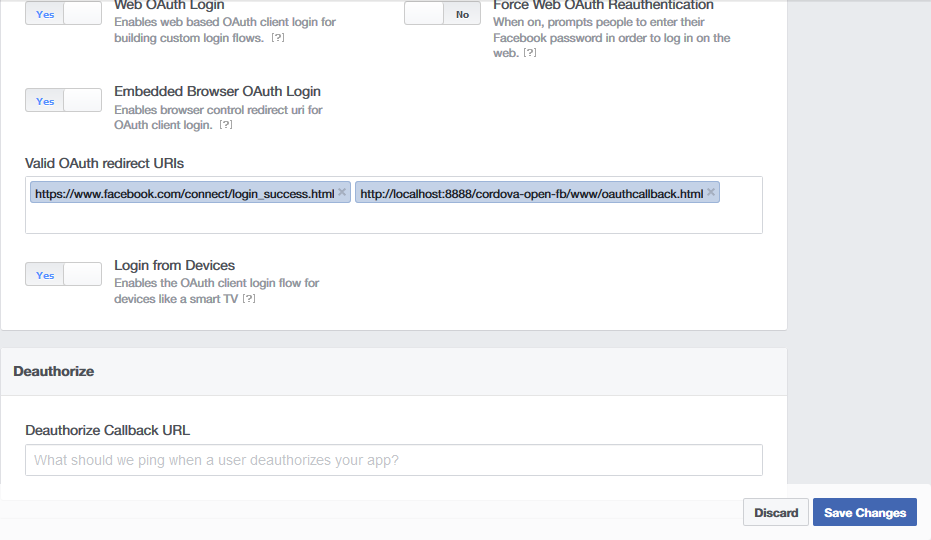 Web OAuth Login
Yes
Enables web based OAuth client login for
building custom login flows. [?]
Force Web OAuth Reauthentication
No
When on, prompts people to enter their
Facebook password in order to log in on the
web. [?]
Embedded Browser OAuth Login
Yes
Enables browser control redirect uri for
OAuth client login. [?]
Valid OAuth redirect URIs
https://www.facebook.com/connect/login_success.html × http://localhost:8888/cordova-open-fb/www/oauthcallback.html ×
Login from Devices
Yes
Enables the OAuth client login flow for
devices like a smart TV [?]
Deauthorize
Deauthorize Callback URL
What should we ping when a user deauthorizes your app?
Discard Save Changes